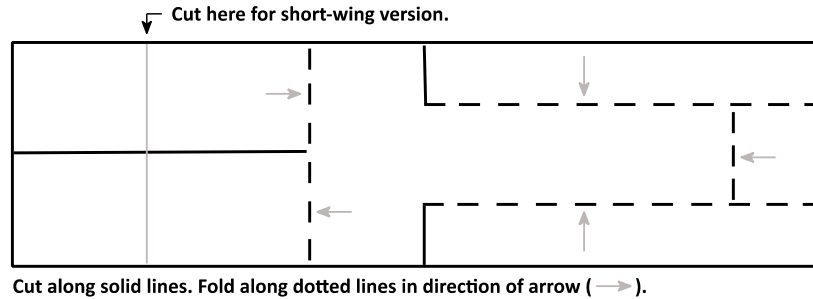 Cut here for short-wing version.
Cut along solid lines. Fold along dotted lines in direction of arrow ( → ).